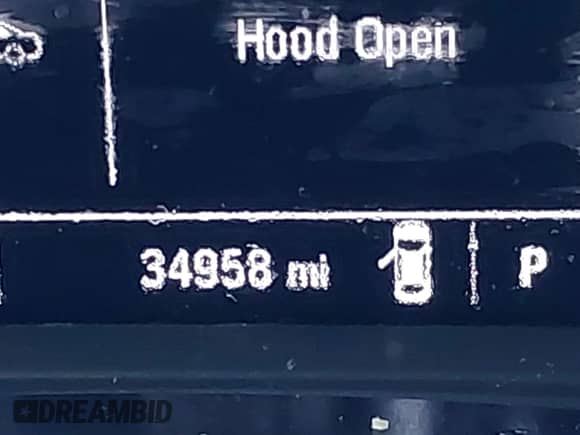 Hood Open
34958 mi P
DREAMBID